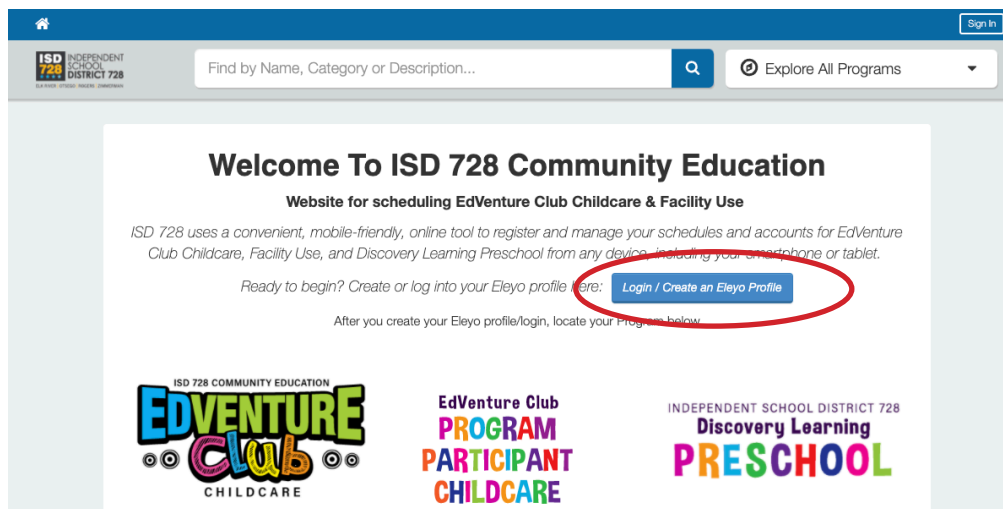 Sign In
ISD 728 INDEPENDENT SCHOOL DISTRICT 728
Find by Name, Category or Description...
Explore All Programs
Welcome To ISD 728 Community Education
Website for scheduling EdVenture Club Childcare & Facility Use
ISD 728 uses a convenient, mobile-friendly, online tool to register and manage your schedules and accounts for EdVenture
Club Childcare, Facility Use, and Discovery Learning Preschool from any device, including your smartphone or tablet.
Ready to begin? Create or log into your Eleyo profile here: Login / Create an Eleyo Profile
After you create your Eleyo profile/login, locate your Program below
ISD 728 COMMUNITY EDUCATION
EDVENTURE
CLUB
CHILDCARE
EdVenture Club
PROGRAM
PARTICIPANT
CHILDCARE
INDEPENDENT SCHOOL DISTRICT 728
Discovery Learning
PRESCHOOL